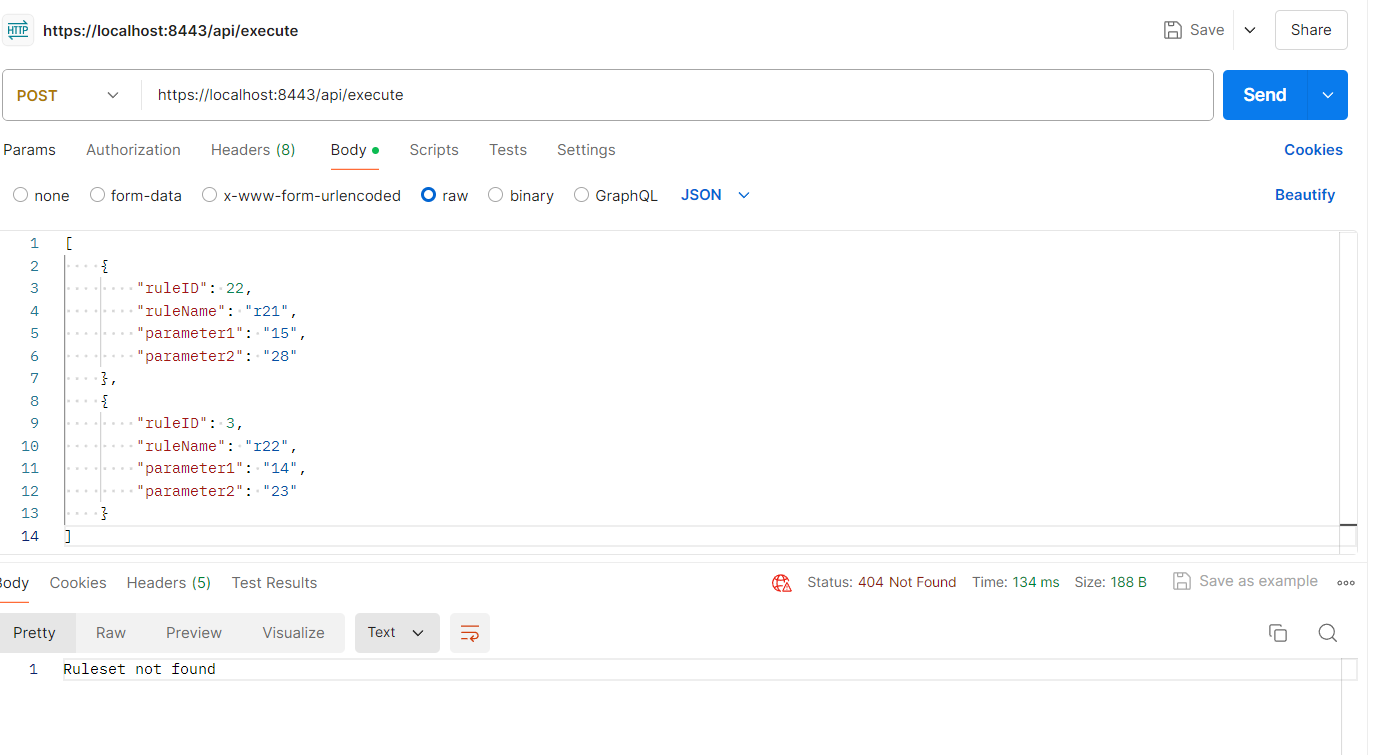 HTTP https://localhost:8443/api/execute Save Share
POST https://localhost:8443/api/execute Send
Params Authorization Headers (8) Body Scripts Tests Settings Cookies
none form-data x-www-form-urlencoded raw binary GraphQL JSON Beautify
1 [
2 {
3 "ruleID": 22,
4 "ruleName": "r21",
5 "parameter1": "15",
6 "parameter2": "28"
7 },
8 {
9 "ruleID": 3,
10 "ruleName": "r22",
11 "parameter1": "14",
12 "parameter2": "23"
13 }
14 ]
Body Cookies Headers (5) Test Results Status: 404 Not Found Time: 134 ms Size: 188 B Save as example
Pretty Raw Preview Visualize Text
1 Ruleset not found